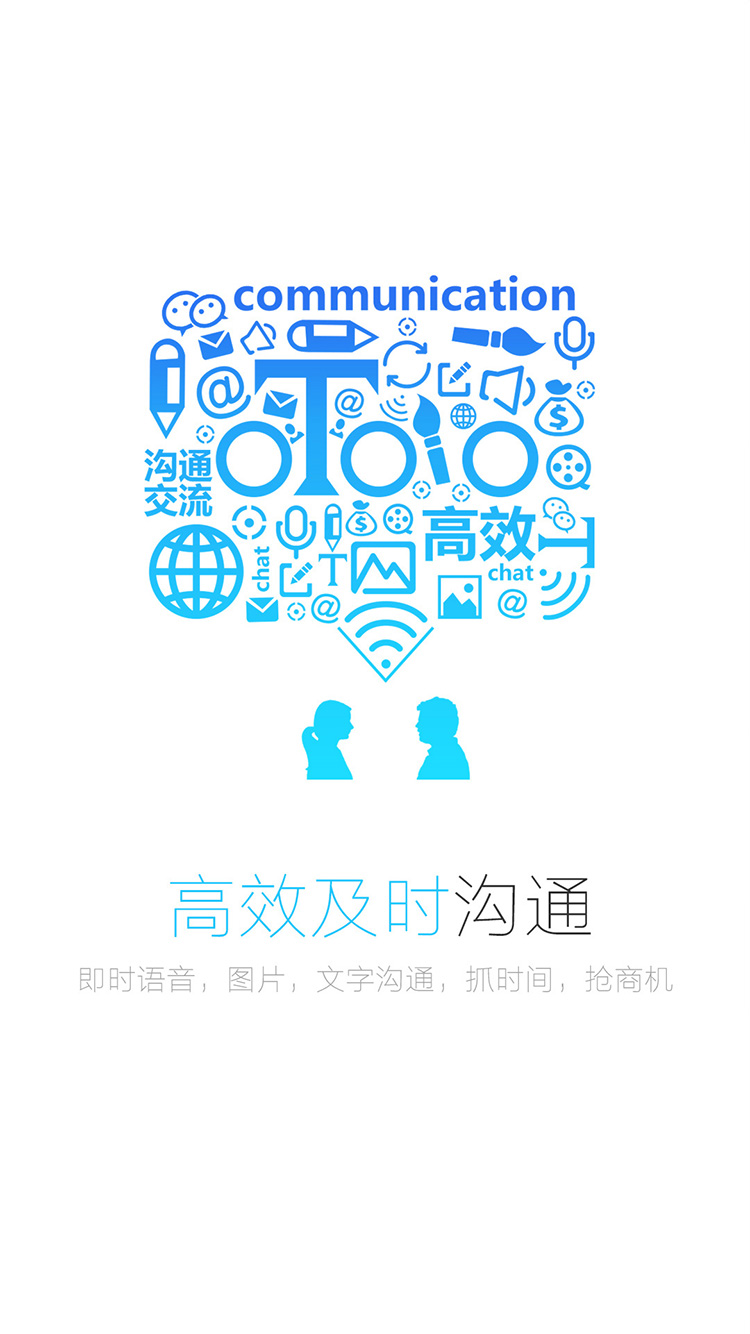 communication
oToio
沟通
交流
高效
chat
chat
T
T
高效及时沟通
即时语音，图片，文字沟通，抓时间，抢商机